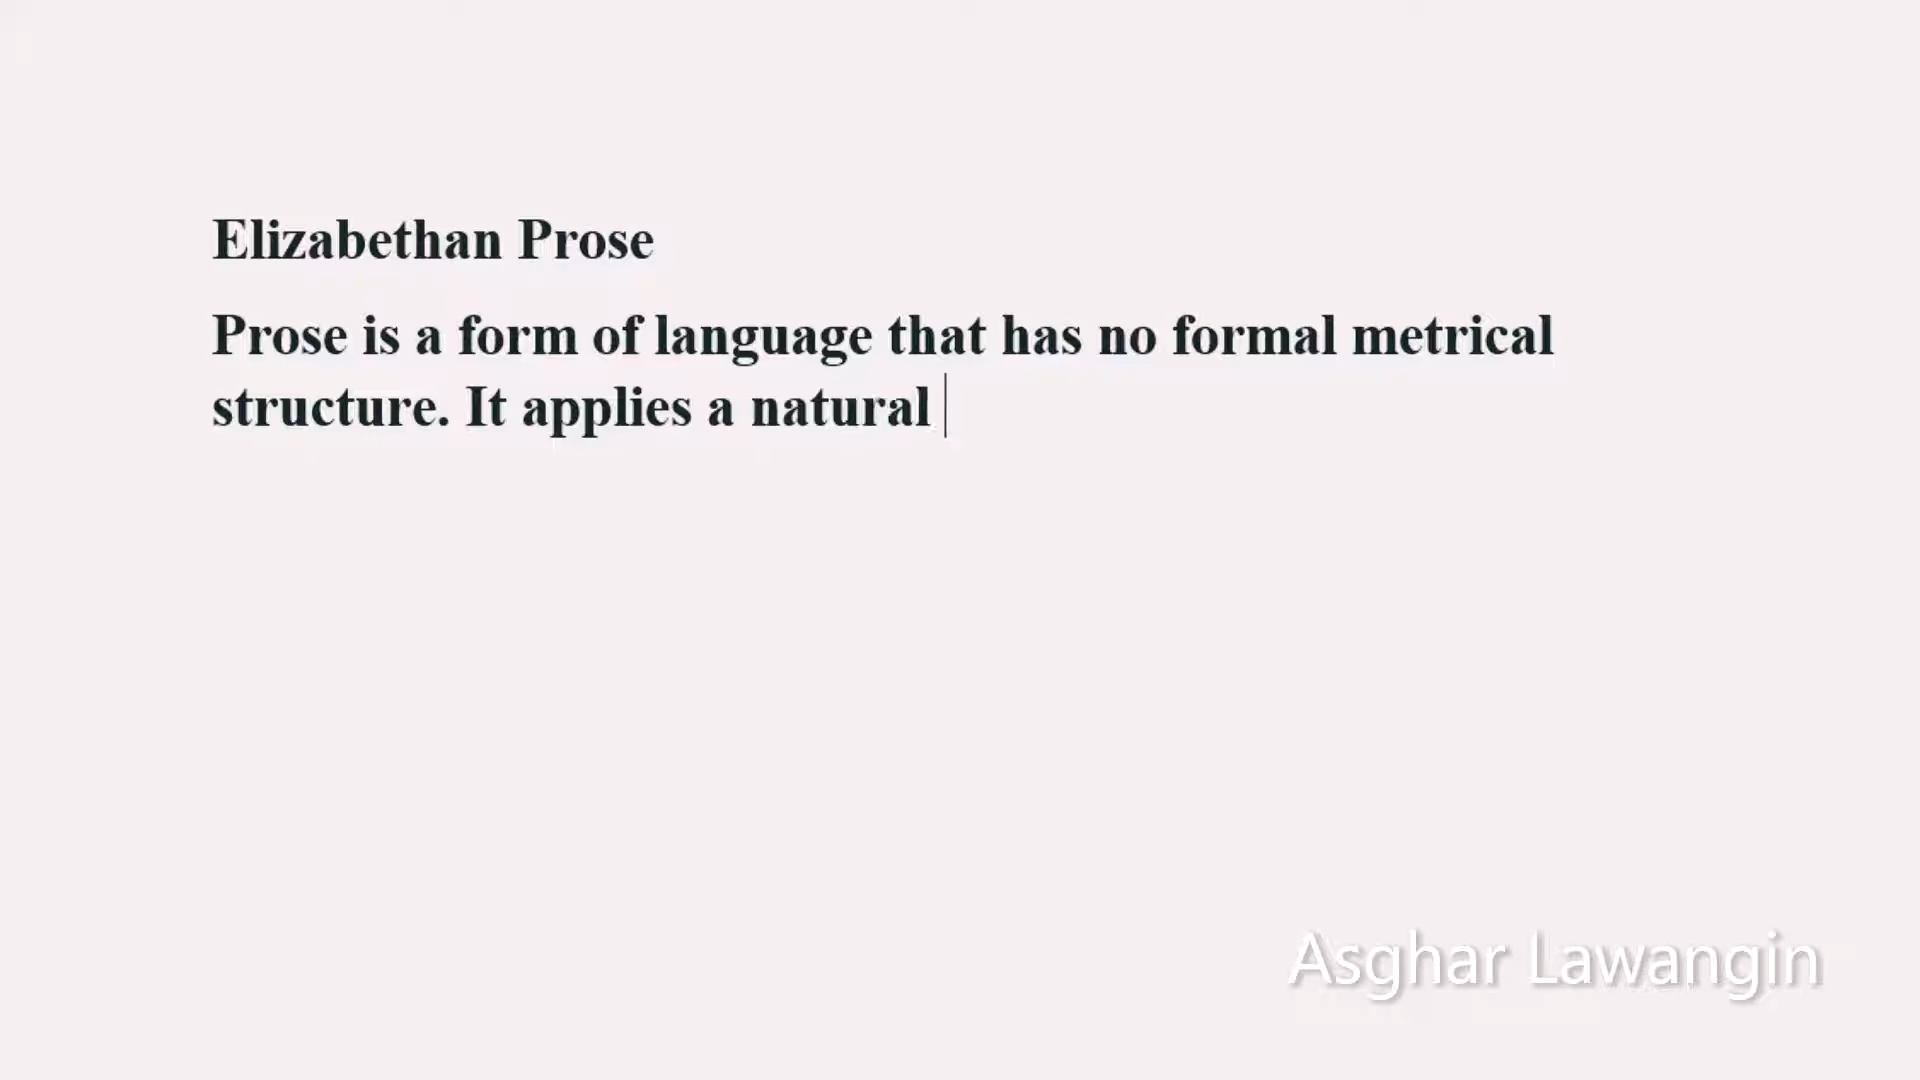 Elizabethan Prose
Prose is a form of language that has no formal metrical
structure. It applies a natural
Asghar Lawangin